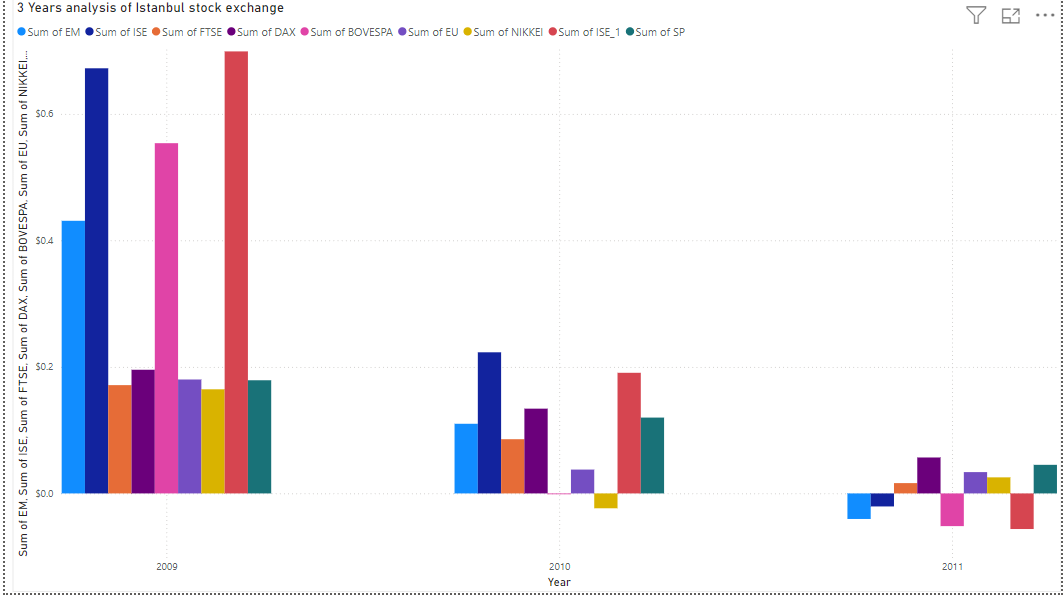 3 Years analysis of Istanbul stock exchange
Sum of EM Sum of ISE Sum of FTSE Sum of DAX Sum of BOVESPA Sum of EU Sum of NIKKEI Sum of ISE_1 Sum of SP
Sum of EM, Sum of ISE, Sum of FTSE, Sum of DAX, Sum of BOVESPA, Sum of EU, Sum of NIKKEI,...
$0.6
$0.4
$0.2
$0.0
2009 2010 2011
Year